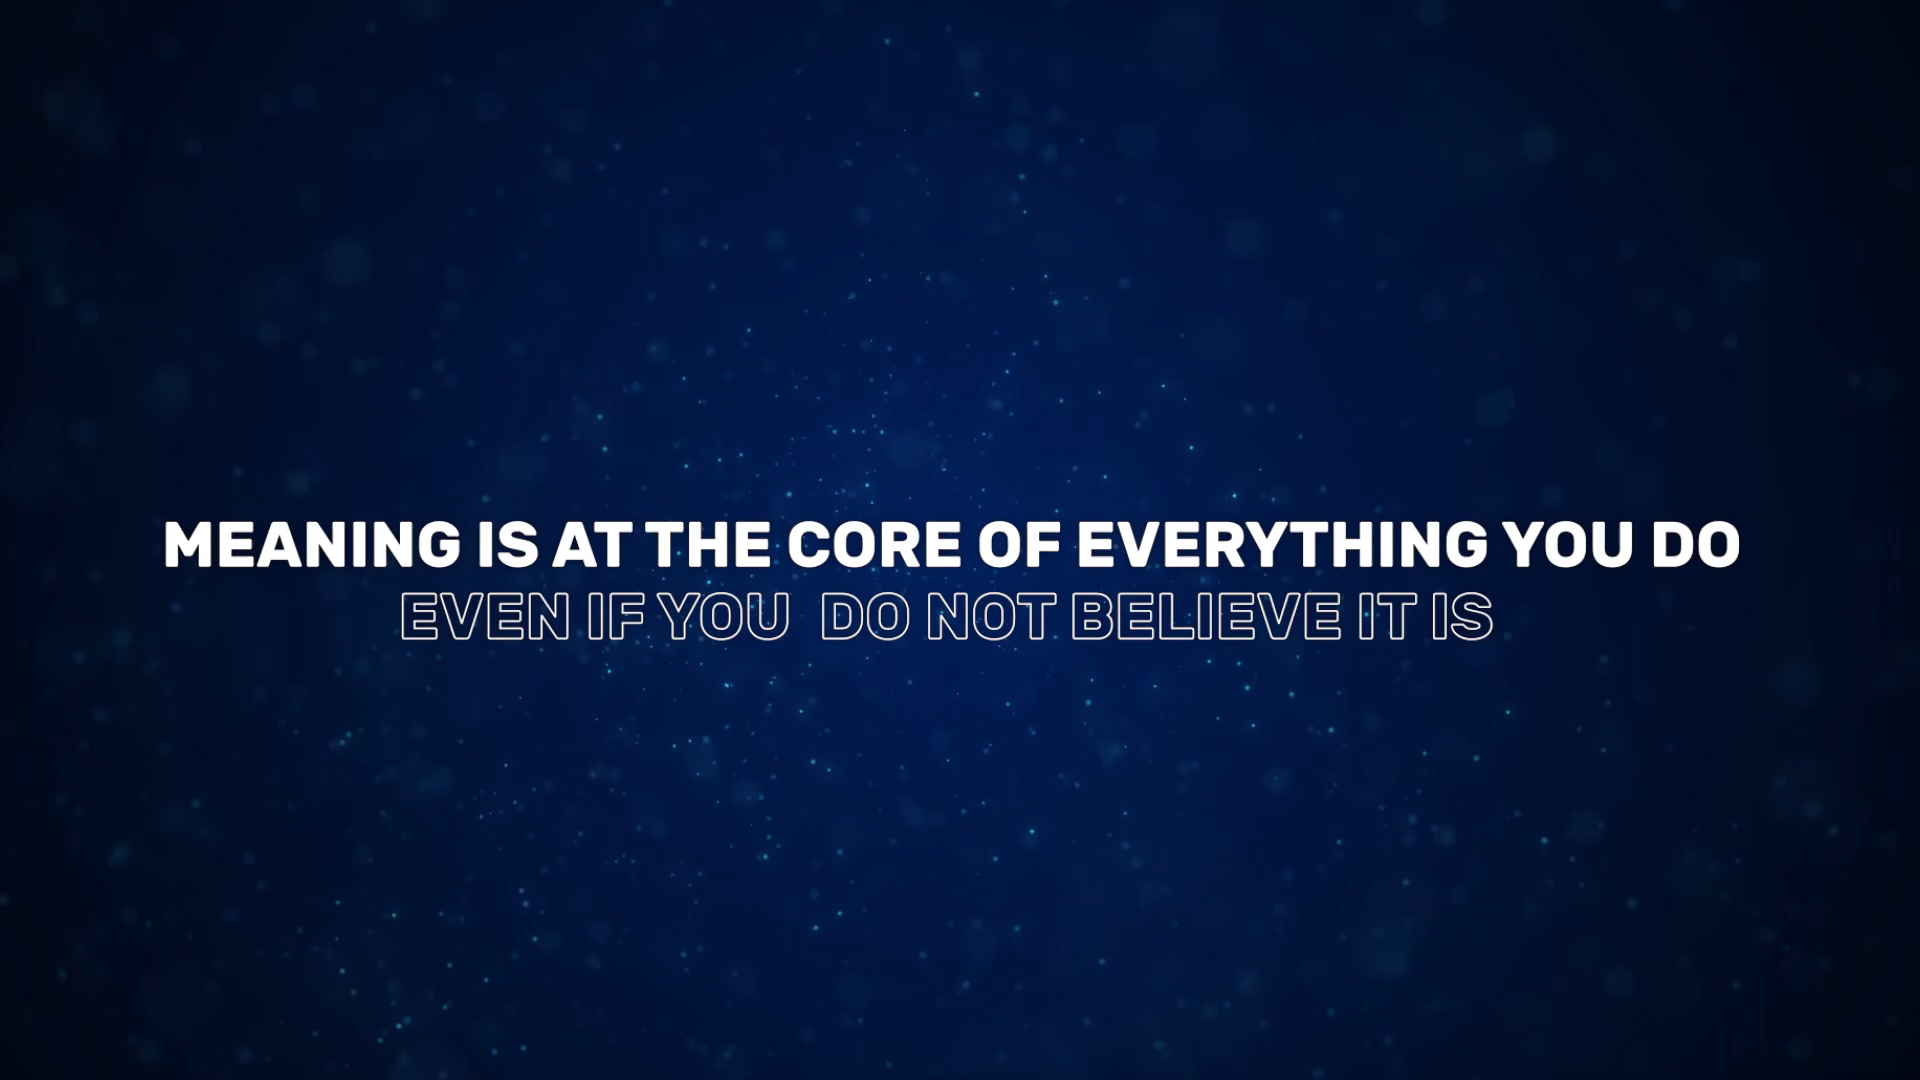 MEANING IS AT THE CORE OF EVERYTHING YOU DO
EVEN IF YOU  DO NOT BELIEVE IT IS